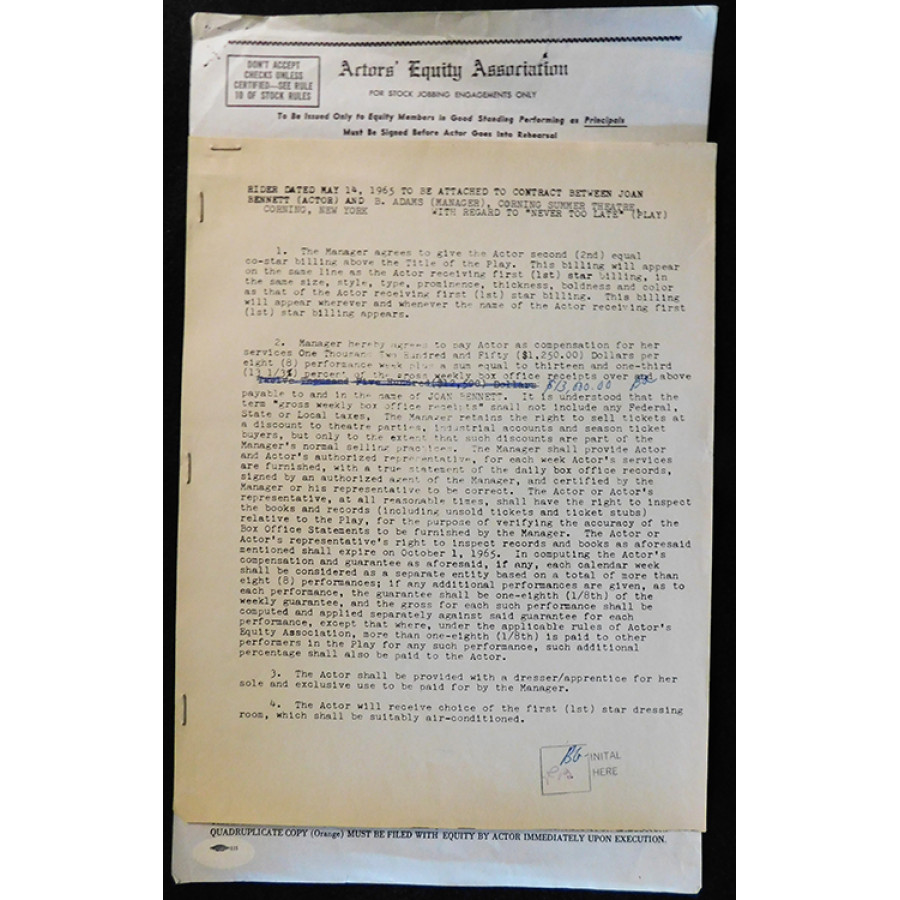 DON'T ACCEPT
CHECKS UNLESS
CERTIFIED—SEE RULE
10 OF STOCK RULES
Actors' Equity Association
FOR STOCK JOBBING ENGAGEMENTS ONLY
To Be Issued Only to Equity Members in Good Standing Performing as Principals
Must Be Signed Before Actor Goes Into Rehearsal
RIDER DATED MAY 14, 1965 TO BE ATTACHED TO CONTRACT BETWEEN JOAN
BENNETT (ACTOR) AND B. ADAMS (MANAGER), CORNING SUMMER THEATRE,
CORNING, NEW YORK WITH REGARD TO "NEVER TOO LATE" (PLAY)
1. The Manager agrees to give the Actor second (2nd) equal
co-star billing above the Title of the Play. This billing will appear
on the same line as the Actor receiving first (1st) star billing, in
the same size, style, type, prominence, thickness, boldness and color
as that of the Actor receiving first (1st) star billing. This billing
will appear wherever and whenever the name of the Actor receiving first
(1st) star billing appears.
2. Manager hereby agrees to pay Actor as compensation for her
services One Thousand Two Hundred and Fifty ($1,250.00) Dollars per
eight (8) performance week plus a sum equal to thirteen and one-third
(13 1/3%) percent of the gross weekly box office receipts over and above
Twelve Thousand Five Hundred ($12,500) Dollars
payable to and in the name of JOAN BENNETT. It is understood that the
term "gross weekly box office receipts" shall not include any Federal,
State or Local taxes. The Manager retains the right to sell tickets at
a discount to theatre parties, industrial accounts and season ticket
buyers, but only to the extent that such discounts are part of the
Manager's normal selling practices. The Manager shall provide Actor
and Actor's authorized representative, for each week Actor's services
are furnished, with a true statement of the daily box office records,
signed by an authorized agent of the Manager, and certified by the
Manager or his representative to be correct. The Actor or Actor's
representative, at all reasonable times, shall have the right to inspect
the books and records (including unsold tickets and ticket stubs)
relative to the Play, for the purpose of verifying the accuracy of the
Box Office Statements to be furnished by the Manager. The Actor or
Actor's representative's right to inspect records and books as aforesaid
mentioned shall expire on October 1, 1965. In computing the Actor's
compensation and guarantee as aforesaid, if any, each calendar week
shall be considered as a separate entity based on a total of more than
eight (8) performances; if any additional performances are given, as to
each performance, the guarantee shall be one-eighth (1/8th) of the
weekly guarantee, and the gross for each such performance shall be
computed and applied separately against said guarantee for each
performance, except that where, under the applicable rules of Actor's
Equity Association, more than one-eighth (1/8th) is paid to other
performers in the Play for any such performance, such additional
percentage shall also be paid to the Actor.
3. The Actor shall be provided with a dresser/apprentice for her
sole and exclusive use to be paid for by the Manager.
4. The Actor will receive choice of the first (1st) star dressing
room, which shall be suitably air-conditioned.
INITAL
HERE
QUADRUPLICATE COPY (Orange) MUST BE FILED WITH EQUITY BY ACTOR IMMEDIATELY UPON EXECUTION.